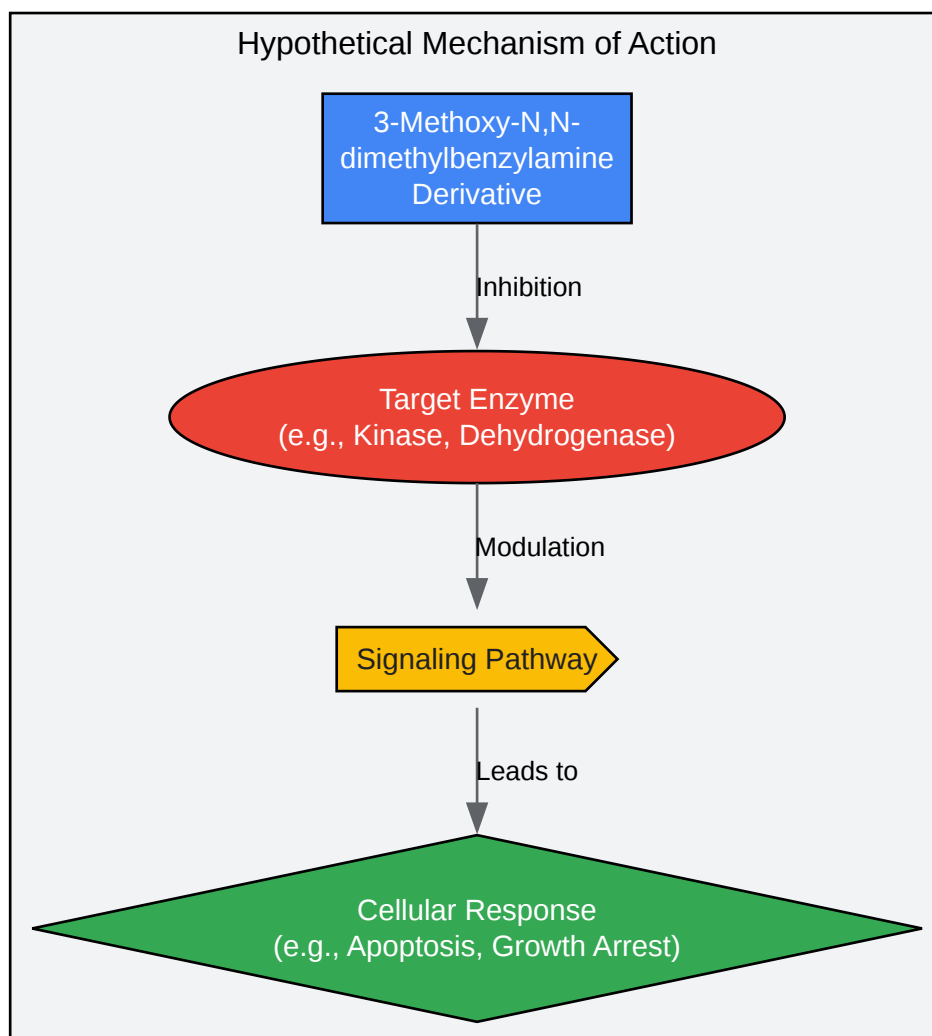 Hypothetical Mechanism of Action
3-Methoxy-N,N-
dimethylbenzylamine
Derivative
Inhibition
Target Enzyme
(e.g., Kinase, Dehydrogenase)
Modulation
Signaling Pathway
Leads to
Cellular Response
(e.g., Apoptosis, Growth Arrest)